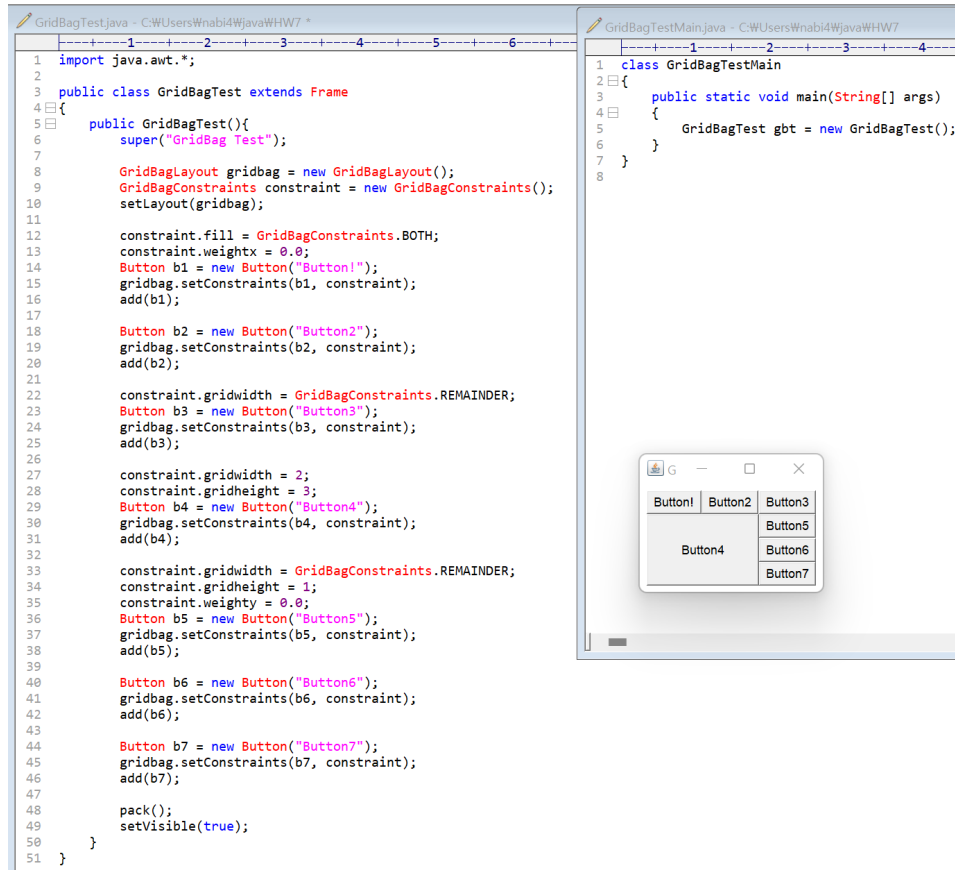 GridBagTest.java - C:₩Users₩nabi4₩java₩HW7 *
----+----1----+----2----+----3----+----4----+----5----+----6----+---
1 import java.awt.*;
2
3 public class GridBagTest extends Frame
4 {
5     public GridBagTest(){
6         super("GridBag Test");
7
8         GridBagLayout gridbag = new GridBagLayout();
9         GridBagConstraints constraint = new GridBagConstraints();
10         setLayout(gridbag);
11
12         constraint.fill = GridBagConstraints.BOTH;
13         constraint.weightx = 0.0;
14         Button b1 = new Button("Button!");
15         gridbag.setConstraints(b1, constraint);
16         add(b1);
17
18         Button b2 = new Button("Button2");
19         gridbag.setConstraints(b2, constraint);
20         add(b2);
21
22         constraint.gridwidth = GridBagConstraints.REMAINDER;
23         Button b3 = new Button("Button3");
24         gridbag.setConstraints(b3, constraint);
25         add(b3);
26
27         constraint.gridwidth = 2;
28         constraint.gridheight = 3;
29         Button b4 = new Button("Button4");
30         gridbag.setConstraints(b4, constraint);
31         add(b4);
32
33         constraint.gridwidth = GridBagConstraints.REMAINDER;
34         constraint.gridheight = 1;
35         constraint.weighty = 0.0;
36         Button b5 = new Button("Button5");
37         gridbag.setConstraints(b5, constraint);
38         add(b5);
39
40         Button b6 = new Button("Button6");
41         gridbag.setConstraints(b6, constraint);
42         add(b6);
43
44         Button b7 = new Button("Button7");
45         gridbag.setConstraints(b7, constraint);
46         add(b7);
47
48         pack();
49         setVisible(true);
50     }
51 }
GridBagTestMain.java - C:₩Users₩nabi4₩java₩HW7
----+----1----+----2----+----3----+----4----
1 class GridBagTestMain
2 {
3     public static void main(String[] args)
4     {
5         GridBagTest gbt = new GridBagTest();
6     }
7 }
8
G
Button! Button2 Button3
Button5
Button4 Button6
Button7